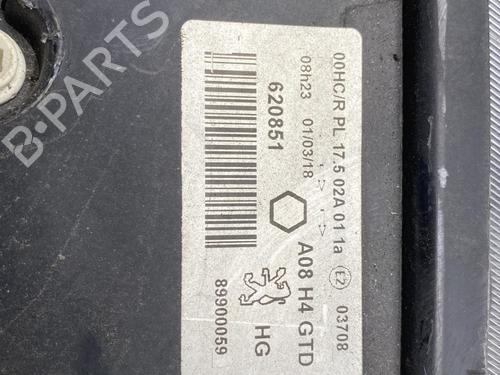 00HC/R PL 17.5 02A 01 1a E2 03708
08h23 01/03/18
620851
A08 H4 GTD
HG
89900059
B-PARTS